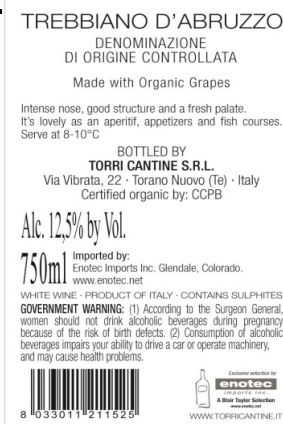 TREBBIANO D'ABRUZZO
DENOMINAZIONE
DI ORIGINE CONTROLLATA
Made with Organic Grapes
Intense nose, good structure and a fresh palate.
It's lovely as an aperitif, appetizers and fish courses.
Serve at 8-10°C
BOTTLED BY
TORRI CANTINE S.R.L.
Via Vibrata, 22 · Torano Nuovo (Te) · Italy
Certified organic by: CCPB
Alc. 12,5% by Vol.
750ml
Imported by:
Enotec Imports Inc. Glendale, Colorado.
www.enotec.net
WHITE WINE · PRODUCT OF ITALY · CONTAINS SULPHITES
GOVERNMENT WARNING: (1) According to the Surgeon General,
women should not drink alcoholic beverages during pregnancy
because of the risk of birth defects. (2) Consumption of alcoholic
beverages impairs your ability to drive a car or operate machinery,
and may cause health problems.
8 033011 211525
Exclusive selection by
enotec
imports inc.
A Blair Taylor Selection
www.enotec.net
WWW.TORRICANTINE.IT